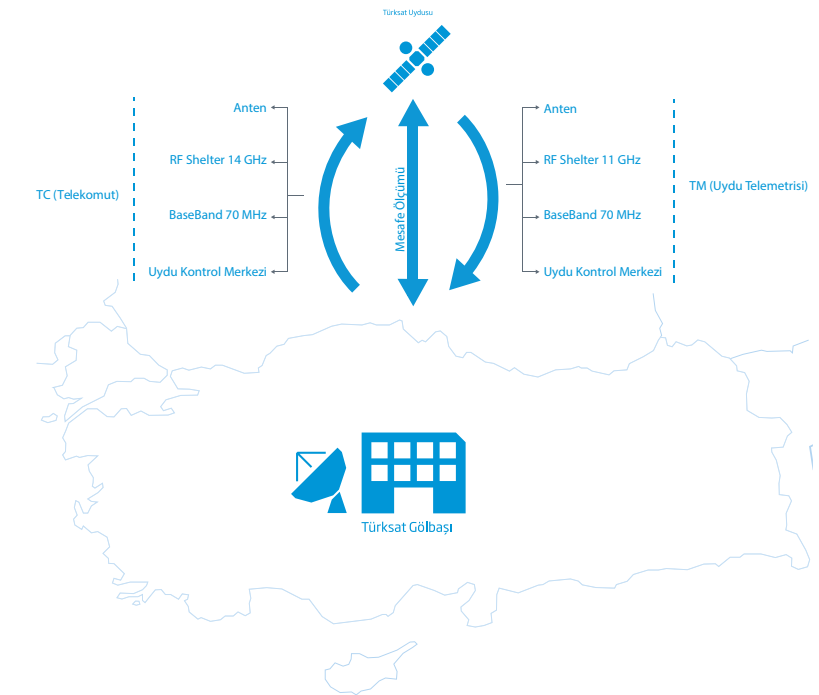 Türksat Uydusu
Anten
RF Shelter 14 GHz
TC (Telekomut)
BaseBand 70 MHz
Uydu Kontrol Merkezi
Mesafe Ölçümü
Anten
RF Shelter 11 GHz
TM (Uydu Telemetrisi)
BaseBand 70 MHz
Uydu Kontrol Merkezi
Türksat Gölbaşı